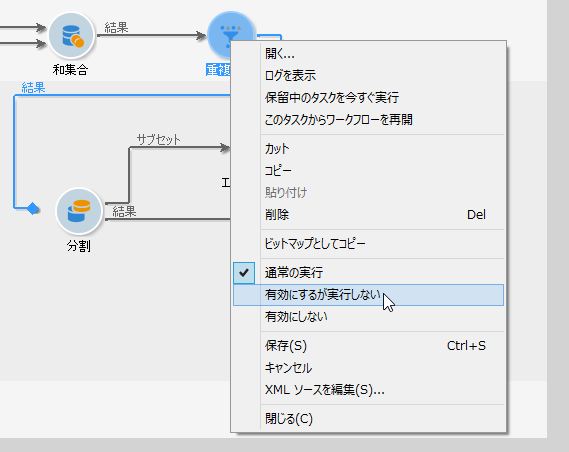 結果
和集合
重複
結果
サブセット
エ
結果
分割
開く...
ログを表示
保留中のタスクを今すぐ実行
このタスクからワークフローを再開
カット
コピー
貼り付け
削除 Del
ビットマップとしてコピー
通常の実行
有効にするが実行しない
有効にしない
保存(S) Ctrl+S
キャンセル
XML ソースを編集(S)...
閉じる(C)